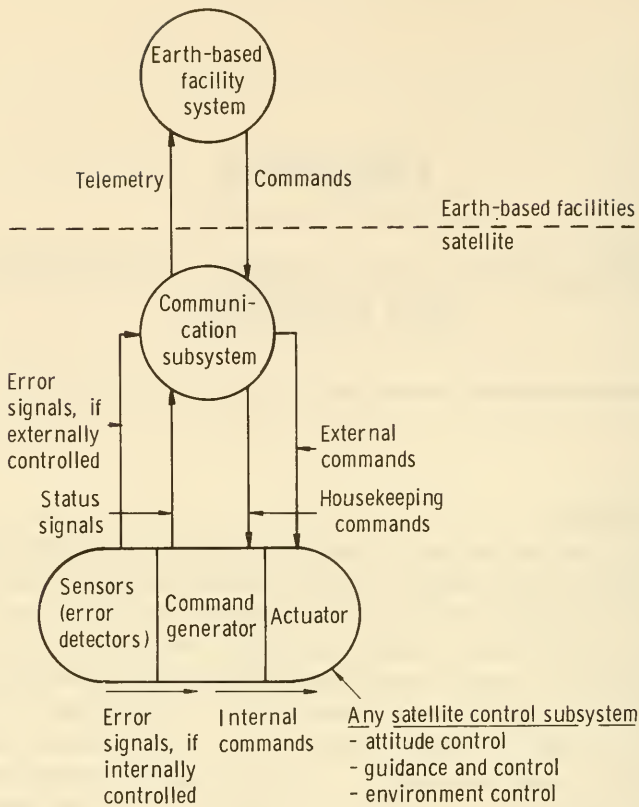 Earth-based
facility
system
Telemetry
Commands
Earth-based facilities
satellite
Communi-
cation
subsystem
Error
signals, if
externally
controlled
External
commands
Status
signals
Housekeeping
commands
Sensors
(error
detectors)
Command
generator
Actuator
Error
signals, if
internally
controlled
Internal
commands
Any satellite control subsystem
- attitude control
- guidance and control
- environment control